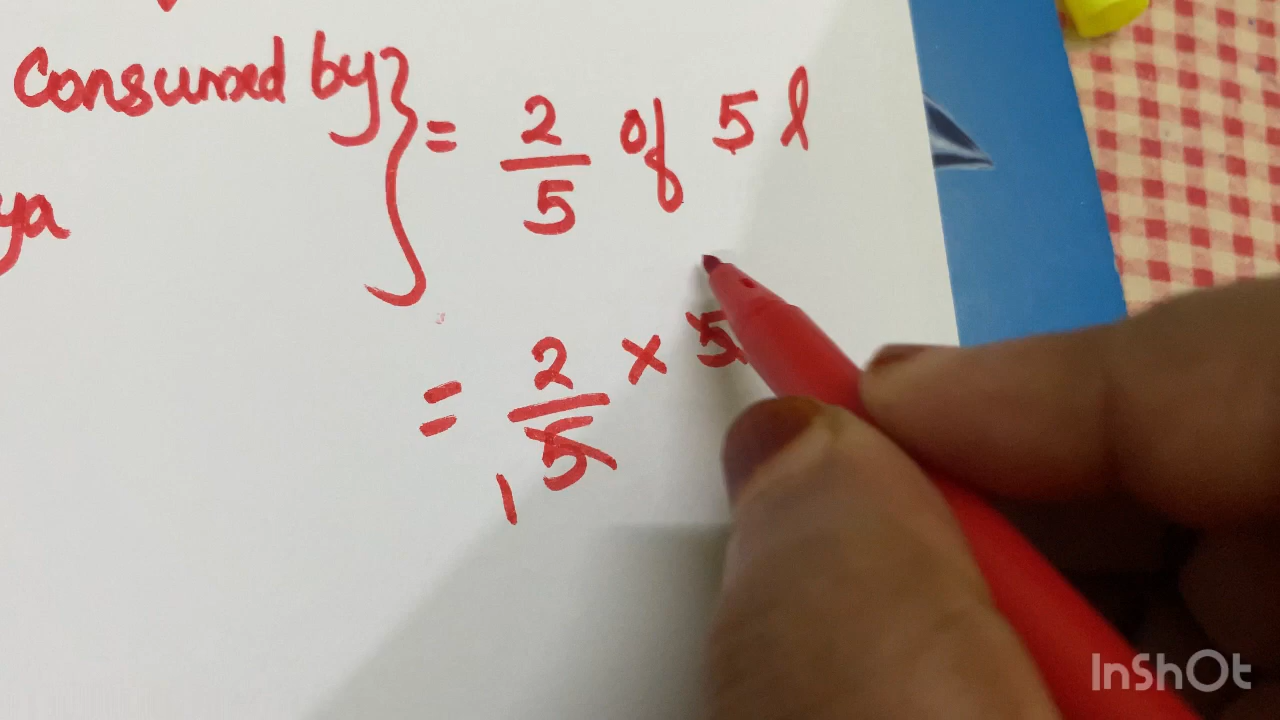 Consumed by } = 2/5 of 5 l
ya
= 2/5 × 5
1
InShOt